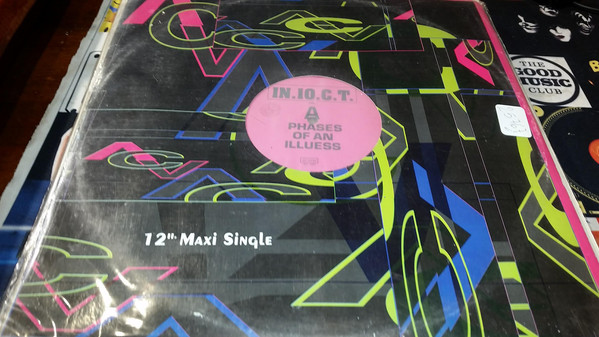 IN.IO.C.T.
A
PHASES
OF AN
ILLUESS
12" Maxi Single
THE
GOOD
MUSIC
CLUB
B